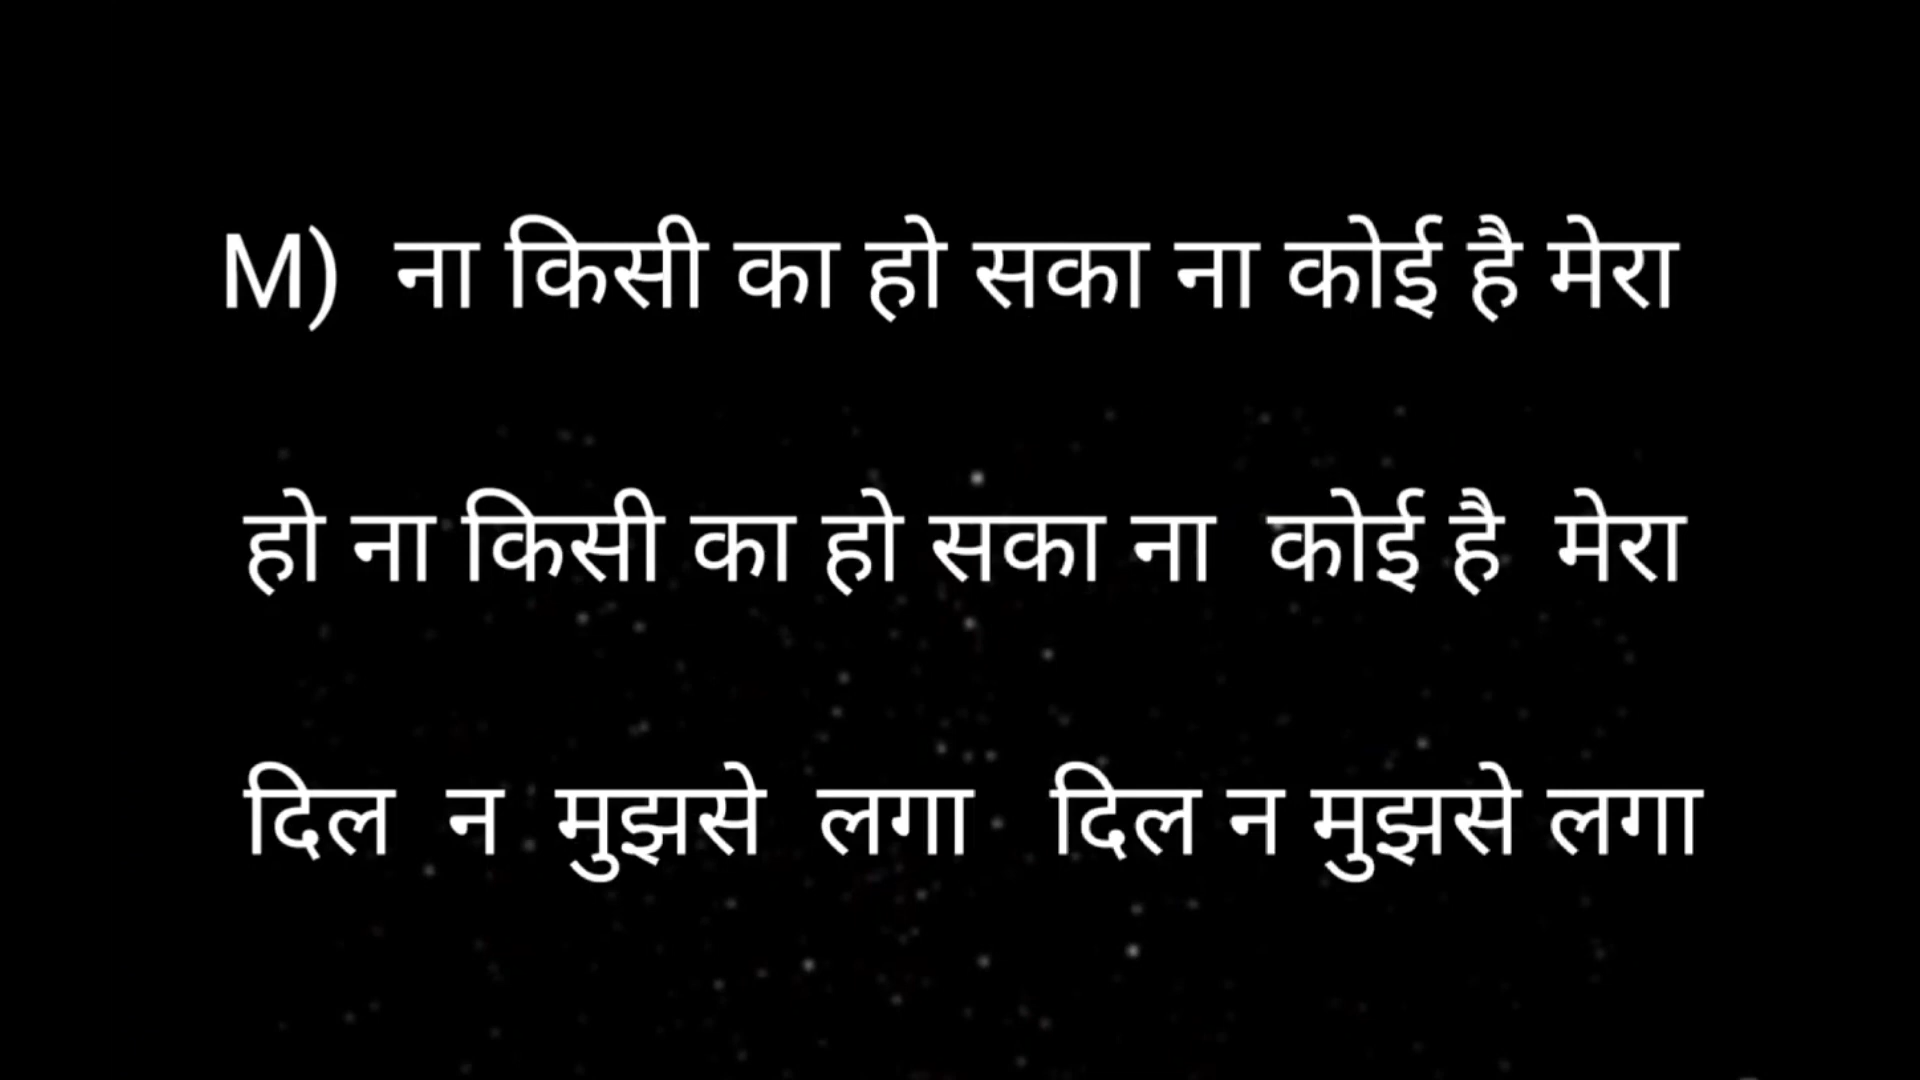 M) ना किसी का हो सका ना कोई है मेरा
हो ना किसी का हो सका ना कोई है मेरा
दिल न मुझसे लगा दिल न मुझसे लगा